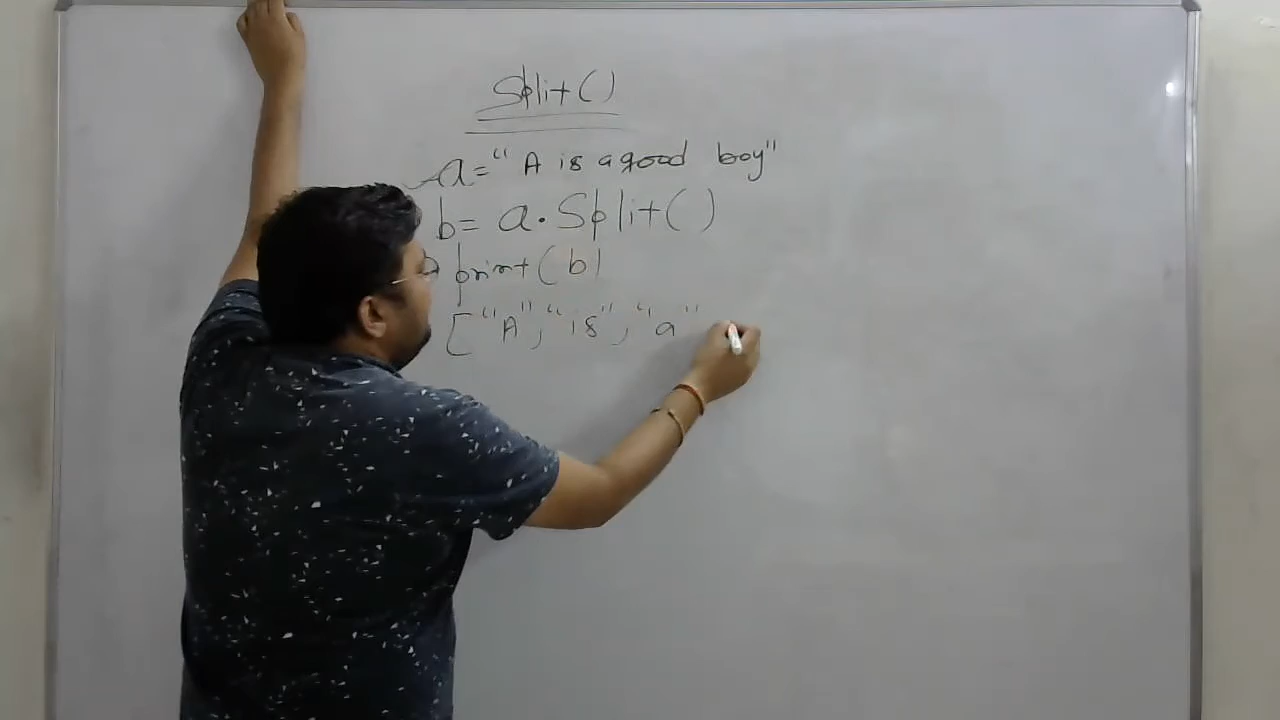 Split()
a= "A is a good boy"
b= a.Split()
print(b)
["A", "is", "a"